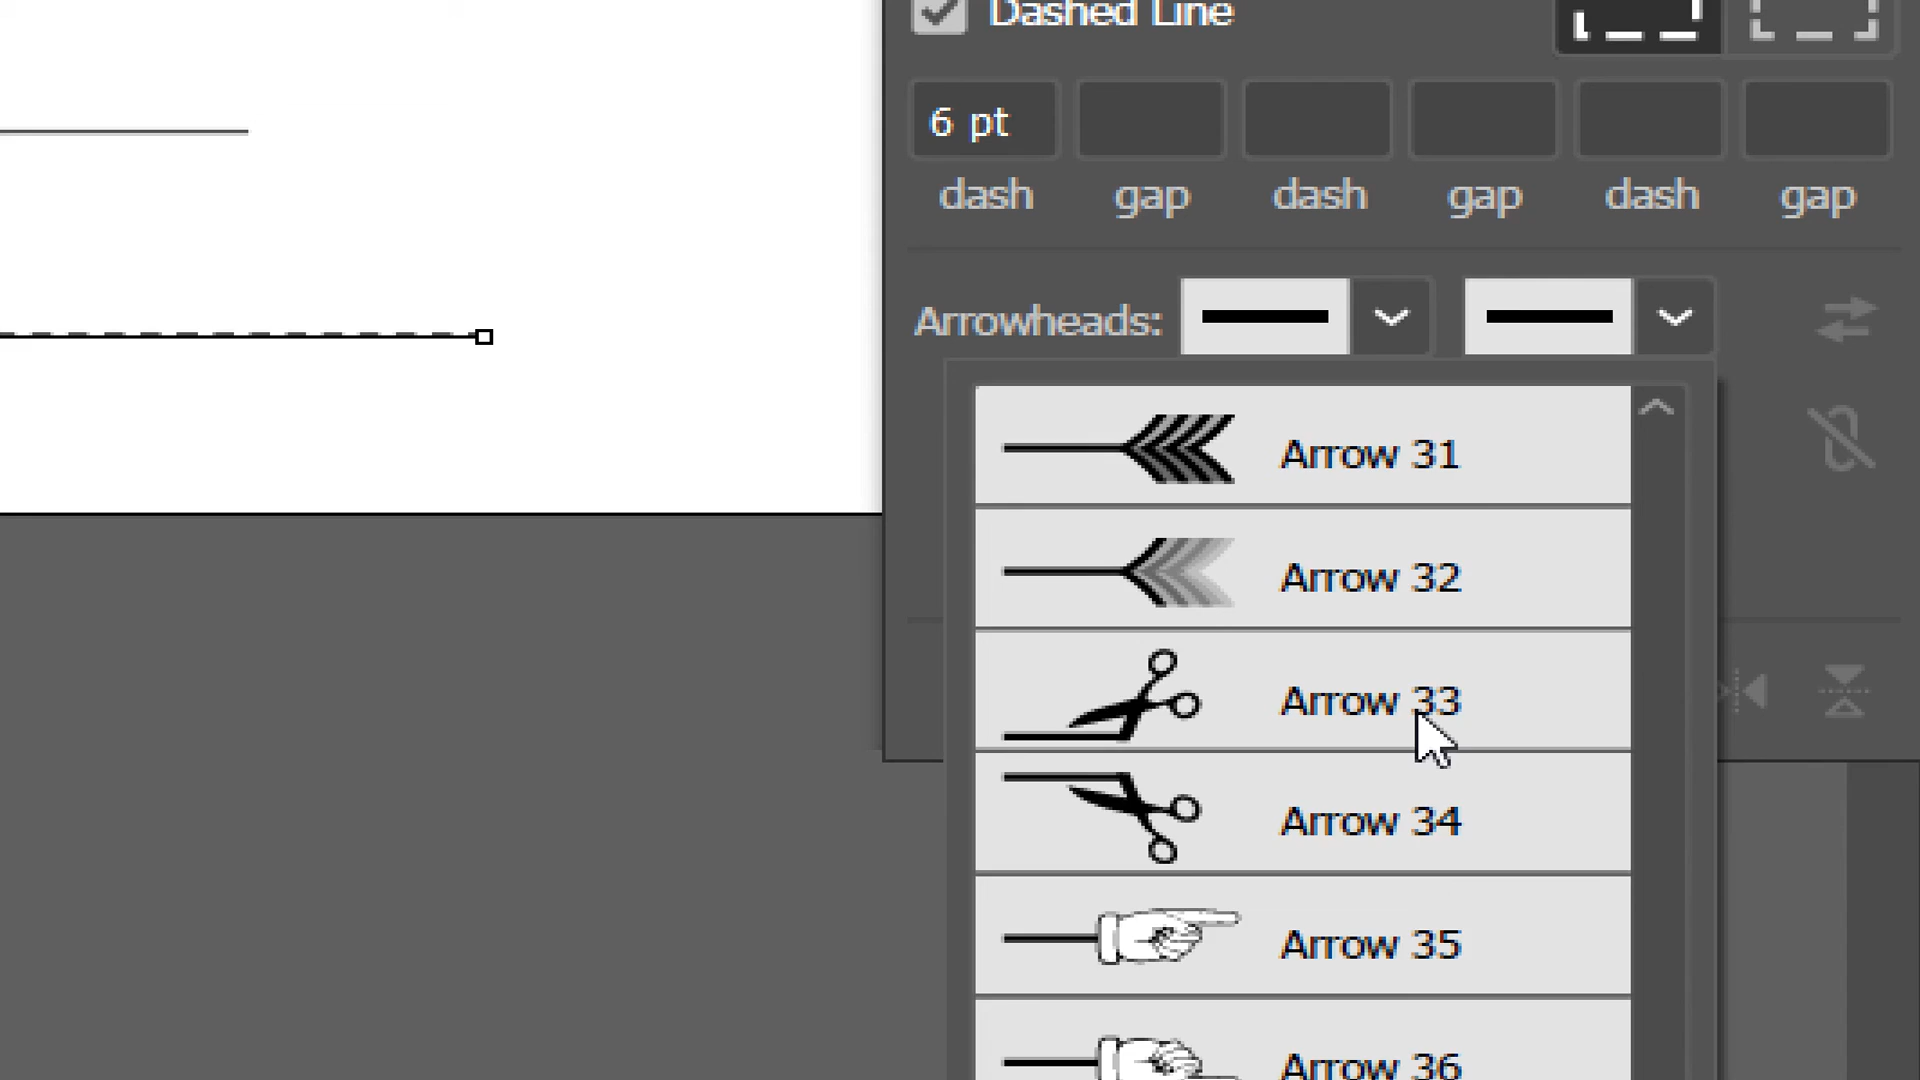 Dashed Line
6 pt
dash gap dash gap dash gap
Arrowheads:
Arrow 31
Arrow 32
Arrow 33
Arrow 34
Arrow 35
Arrow 36